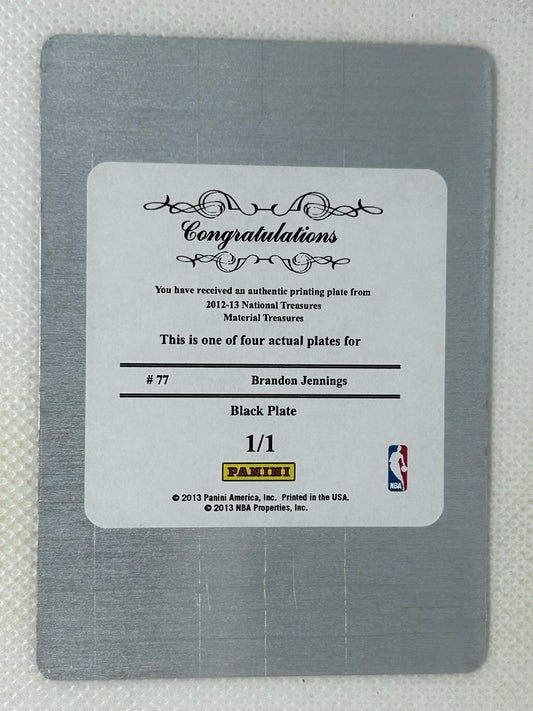 Congratulations
You have received an authentic printing plate from
2012-13 National Treasures
Material Treasures
This is one of four actual plates for
# 77 Brandon Jennings
Black Plate
1/1
PANINI
NBA
© 2013 Panini America, Inc. Printed in the USA.
© 2013 NBA Properties, Inc.